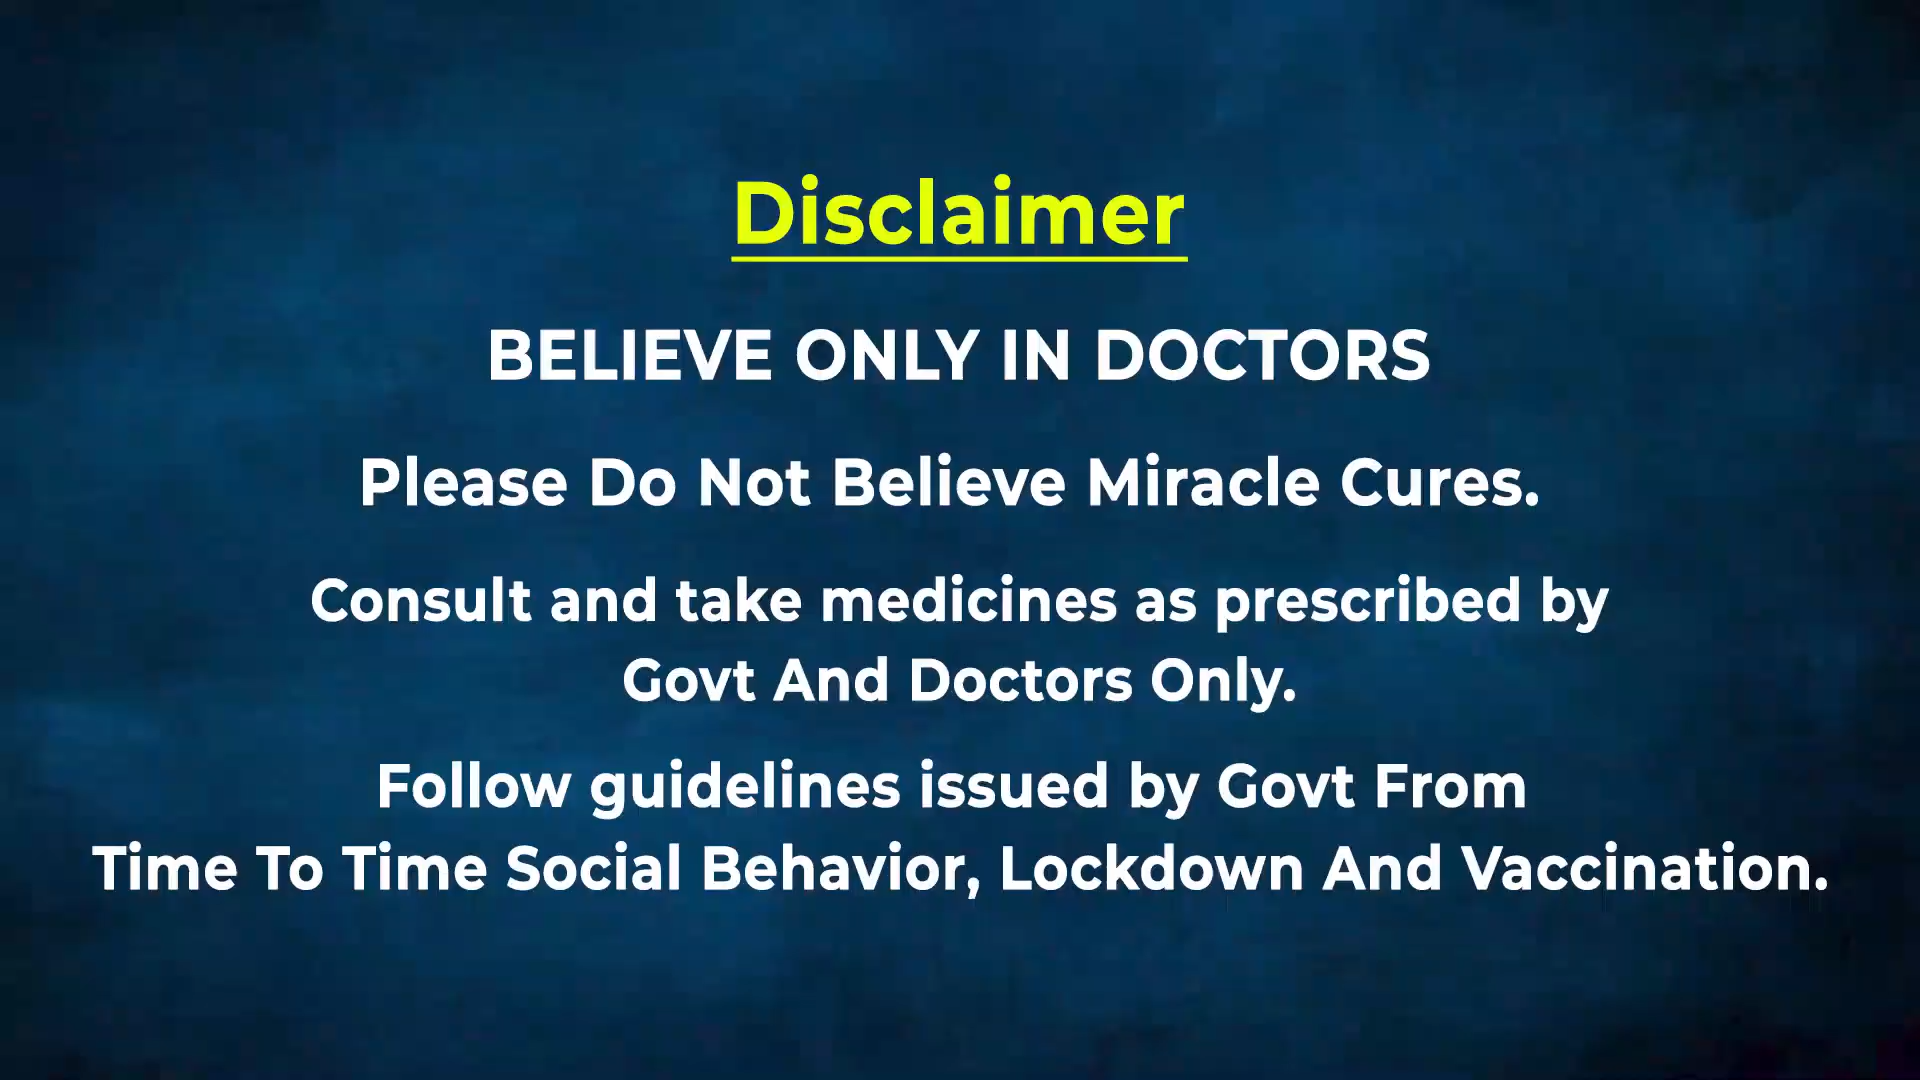 Disclaimer
BELIEVE ONLY IN DOCTORS
Please Do Not Believe Miracle Cures.
Consult and take medicines as prescribed by
Govt And Doctors Only.
Follow guidelines issued by Govt From
Time To Time Social Behavior, Lockdown And Vaccination.